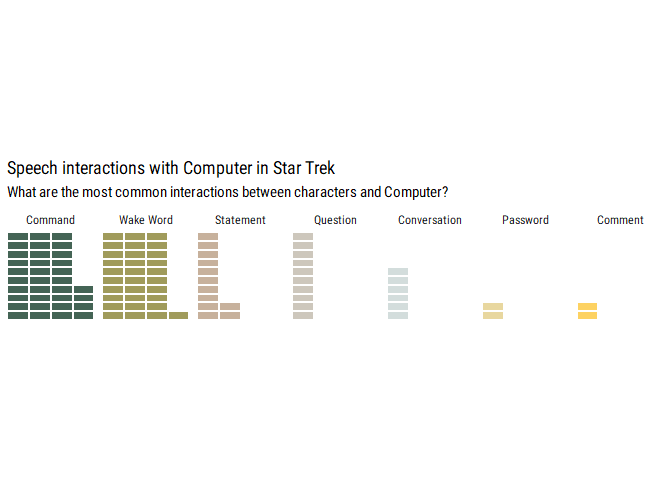 Speech interactions with Computer in Star Trek
What are the most common interactions between characters and Computer?
Command Wake Word Statement Question Conversation Password Comment